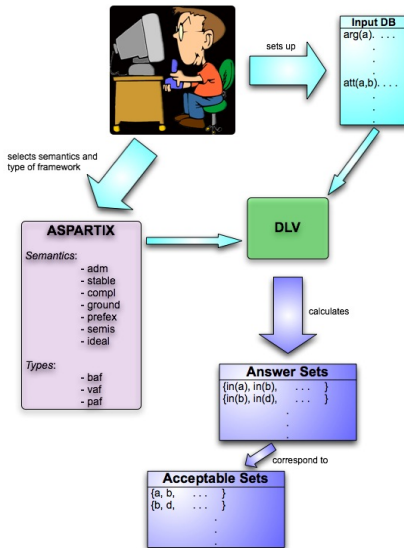 Input DB
arg(a). . . .
.
.
.
att(a,b). . . .
.
.
.
sets up
selects semantics and
type of framework
ASPARTIX
Semantics:
- adm
- stable
- compl
- ground
- prefex
- semis
- ideal
Types:
- baf
- vaf
- paf
DLV
calculates
Answer Sets
{in(a), in(b), . . . }
{in(b), in(d), . . . }
.
.
.
correspond to
Acceptable Sets
{a, b, . . . }
{b, d, . . . }
.
.
.